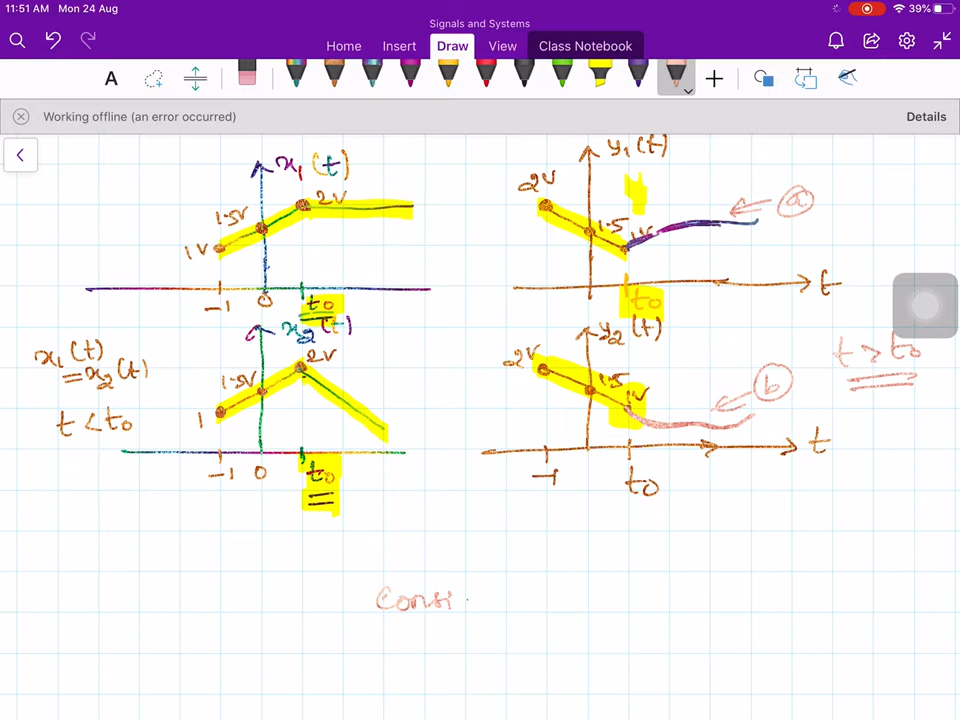 11:51 AM Mon 24 Aug
39%
Signals and Systems
Home Insert Draw View Class Notebook
A
Working offline (an error occurred)
Details
x₁(t)
2V
1.5V
1V
-1
0
t₀
y₁(t)
2V
1.5
1V
a
t₀
t
x₁(t)
=x₂(t)
t<t₀
x₂(t)
2V
1.5V
1
-1
0
t₀
y₂(t)
2V
1.5
1V
b
t>t₀
-1
t₀
t
Consi